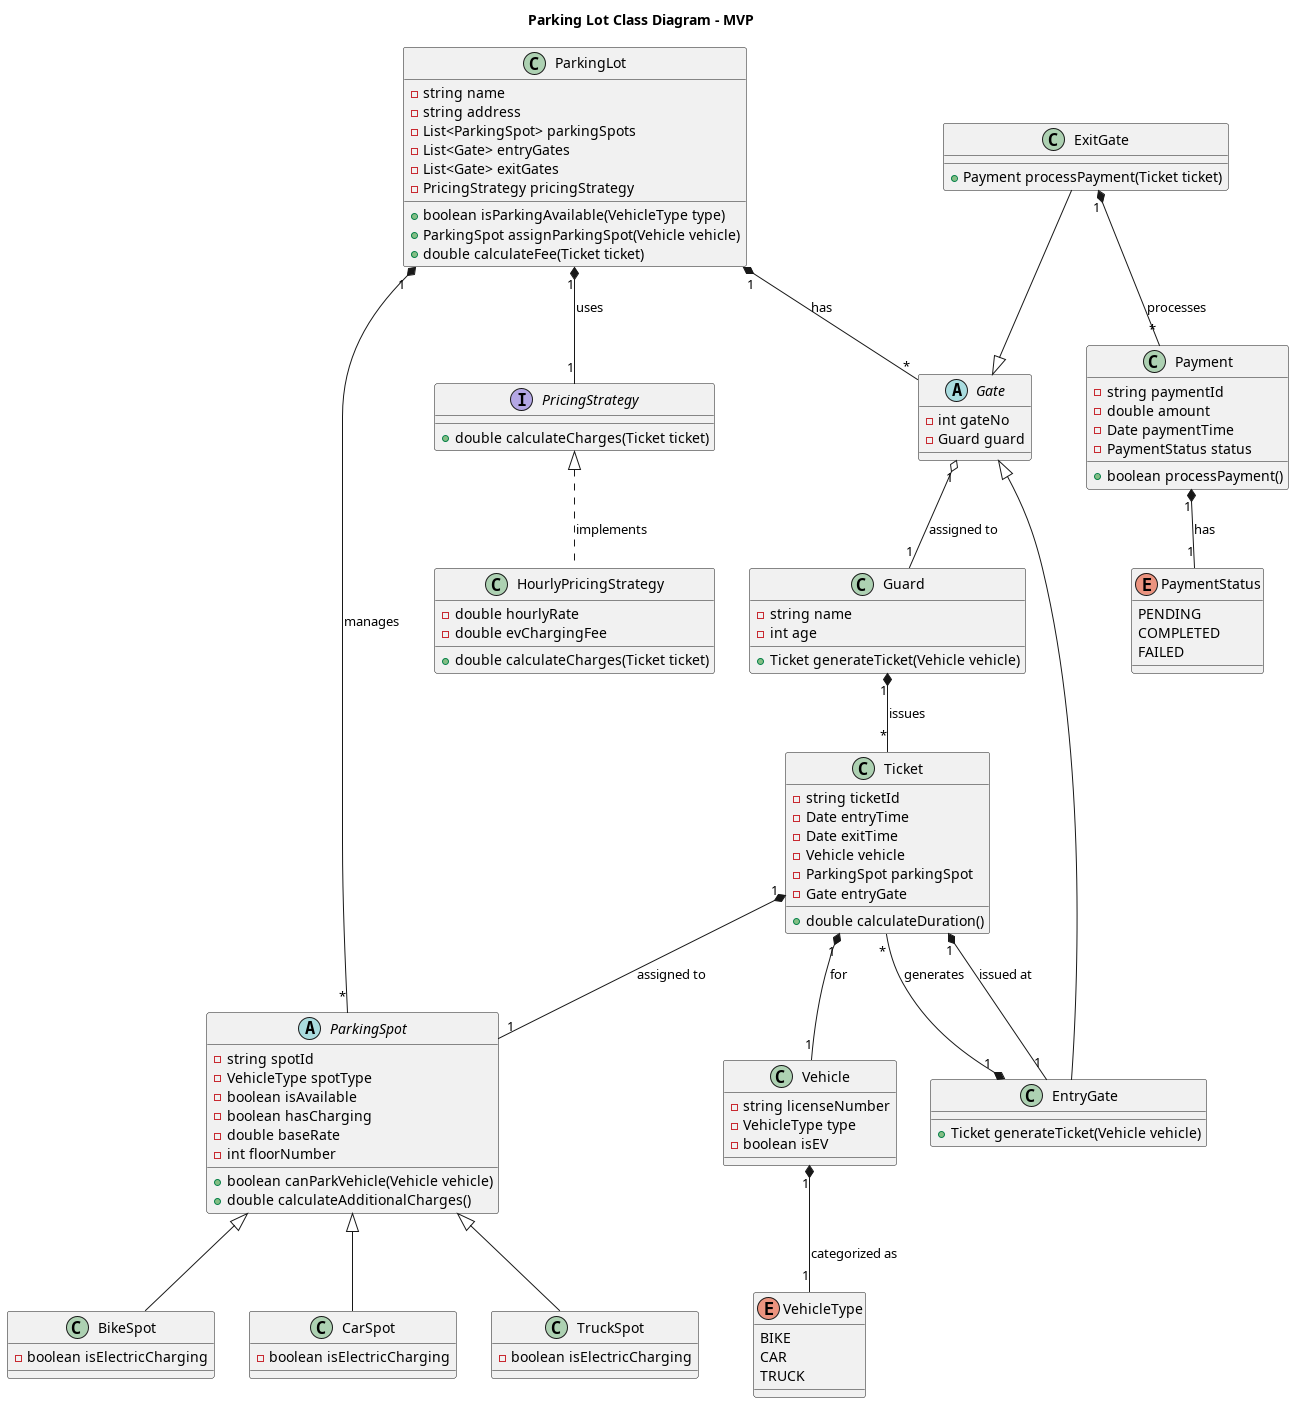 Parking Lot Class Diagram - MVP
C ParkingLot
string name
string address
List<ParkingSpot> parkingSpots
List<Gate> entryGates
List<Gate> exitGates
PricingStrategy pricingStrategy
boolean isParkingAvailable(VehicleType type)
ParkingSpot assignParkingSpot(Vehicle vehicle)
double calculateFee(Ticket ticket)
C ExitGate
Payment processPayment(Ticket ticket)
1
1
1
1
uses
has
processes
1
*
*
I PricingStrategy
double calculateCharges(Ticket ticket)
A Gate
int gateNo
Guard guard
C Payment
string paymentId
double amount
Date paymentTime
PaymentStatus status
boolean processPayment()
1
1
implements
assigned to
has
1
1
manages
C HourlyPricingStrategy
double hourlyRate
double evChargingFee
double calculateCharges(Ticket ticket)
C Guard
string name
int age
Ticket generateTicket(Vehicle vehicle)
E PaymentStatus
PENDING
COMPLETED
FAILED
1
issues
*
C Ticket
string ticketId
Date entryTime
Date exitTime
Vehicle vehicle
ParkingSpot parkingSpot
Gate entryGate
double calculateDuration()
1
1
*
1
assigned to
for
generates
issued at
*
1
1
1
1
A ParkingSpot
string spotId
VehicleType spotType
boolean isAvailable
boolean hasCharging
double baseRate
int floorNumber
boolean canParkVehicle(Vehicle vehicle)
double calculateAdditionalCharges()
C Vehicle
string licenseNumber
VehicleType type
boolean isEV
C EntryGate
Ticket generateTicket(Vehicle vehicle)
1
categorized as
1
C BikeSpot
boolean isElectricCharging
C CarSpot
boolean isElectricCharging
C TruckSpot
boolean isElectricCharging
E VehicleType
BIKE
CAR
TRUCK